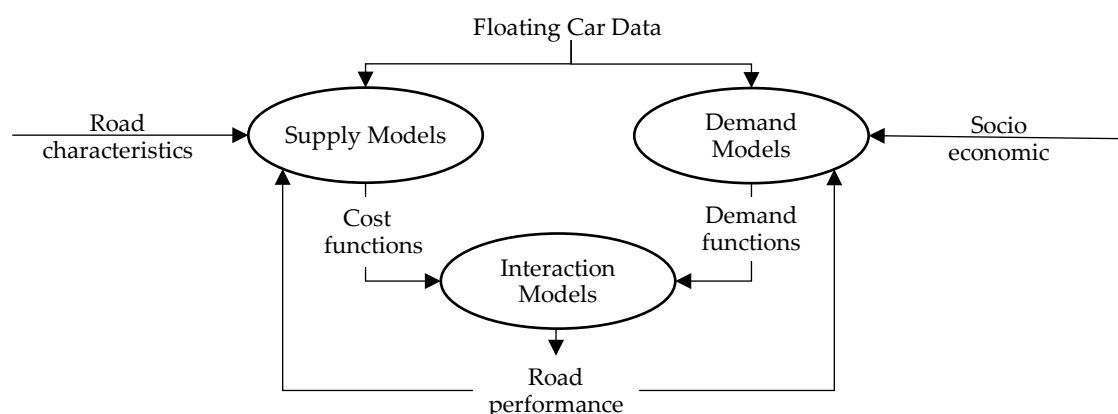 Floating Car Data
Road
characteristics
Supply Models
Demand
Models
Socio
economic
Cost
functions
Demand
functions
Interaction
Models
Road
performance